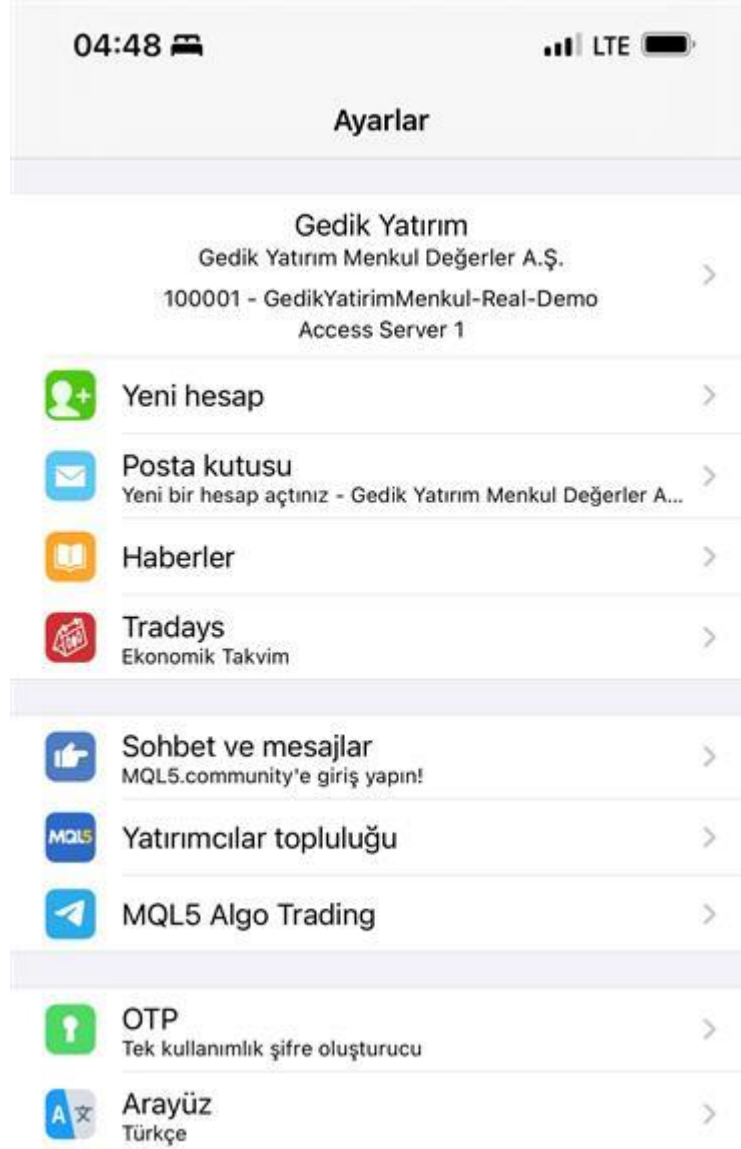 04:48
LTE
Ayarlar
Gedik Yatırım
Gedik Yatırım Menkul Değerler A.Ş.
100001 - GedikYatirimMenkul-Real-Demo
Access Server 1
Yeni hesap
Posta kutusu
Yeni bir hesap açtınız - Gedik Yatırım Menkul Değerler A...
Haberler
Tradays
Ekonomik Takvim
Sohbet ve mesajlar
MQL5.community'e giriş yapın!
MQL5
Yatırımcılar topluluğu
MQL5 Algo Trading
OTP
Tek kullanımlık şifre oluşturucu
A 文
Arayüz
Türkçe